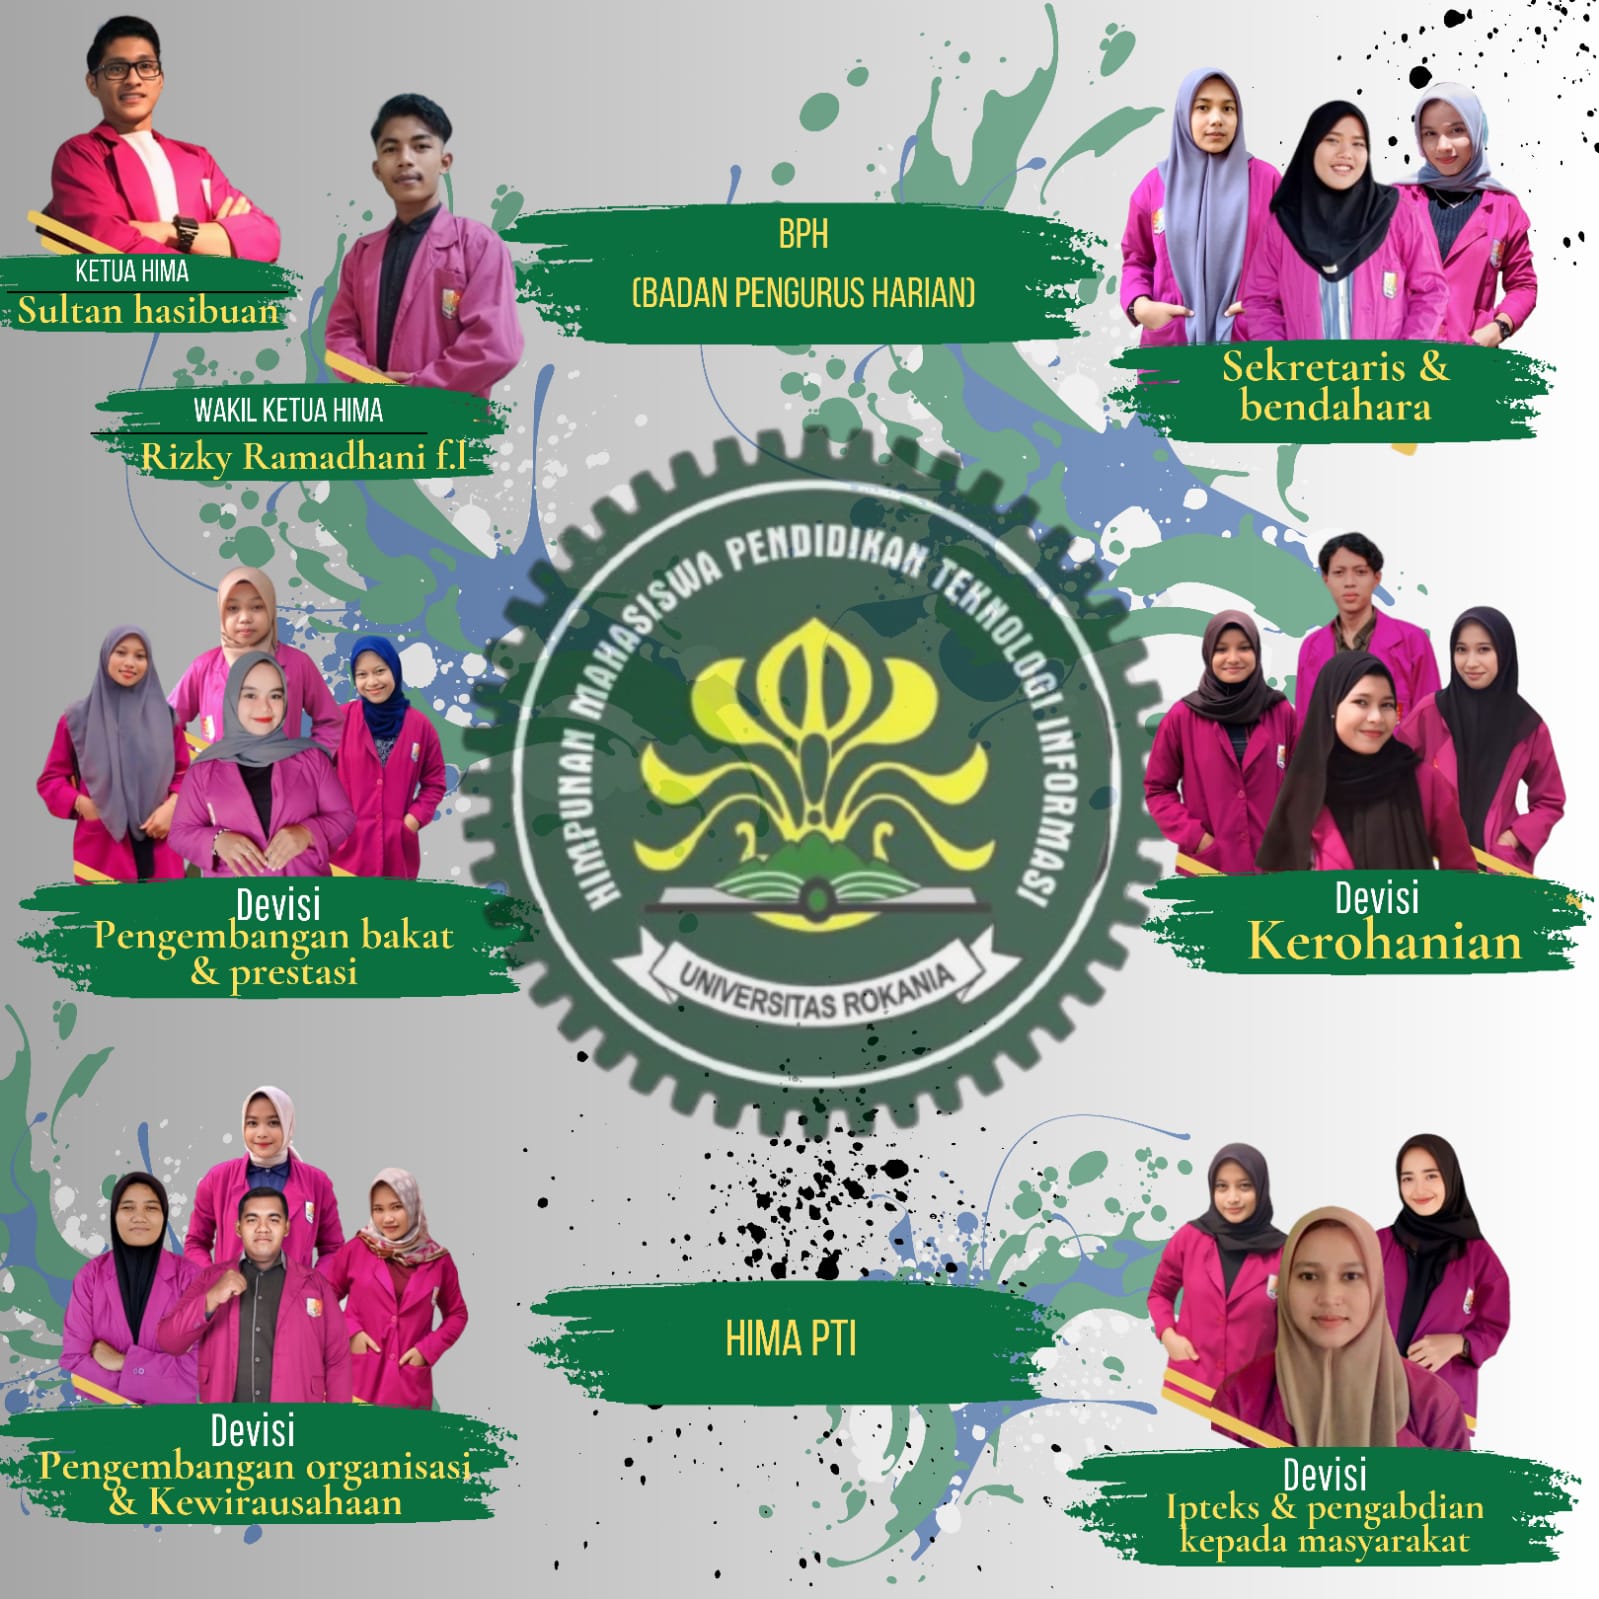 KETUA HIMA
Sultan hasibuan
WAKIL KETUA HIMA
Rizky Ramadhani f.l
BPH
(BADAN PENGURUS HARIAN)
Sekretaris &
bendahara
HIMPUNAN MAHASISWA PENDIDIKAN TEKNOLOGI INFORMASI
UNIVERSITAS ROKANIA
Devisi
Pengembangan bakat
& prestasi
Devisi
Kerohanian
Devisi
Pengembangan organisasi
& Kewirausahaan
HIMA PTI
Devisi
Ipteks & pengabdian
kepada masyarakat